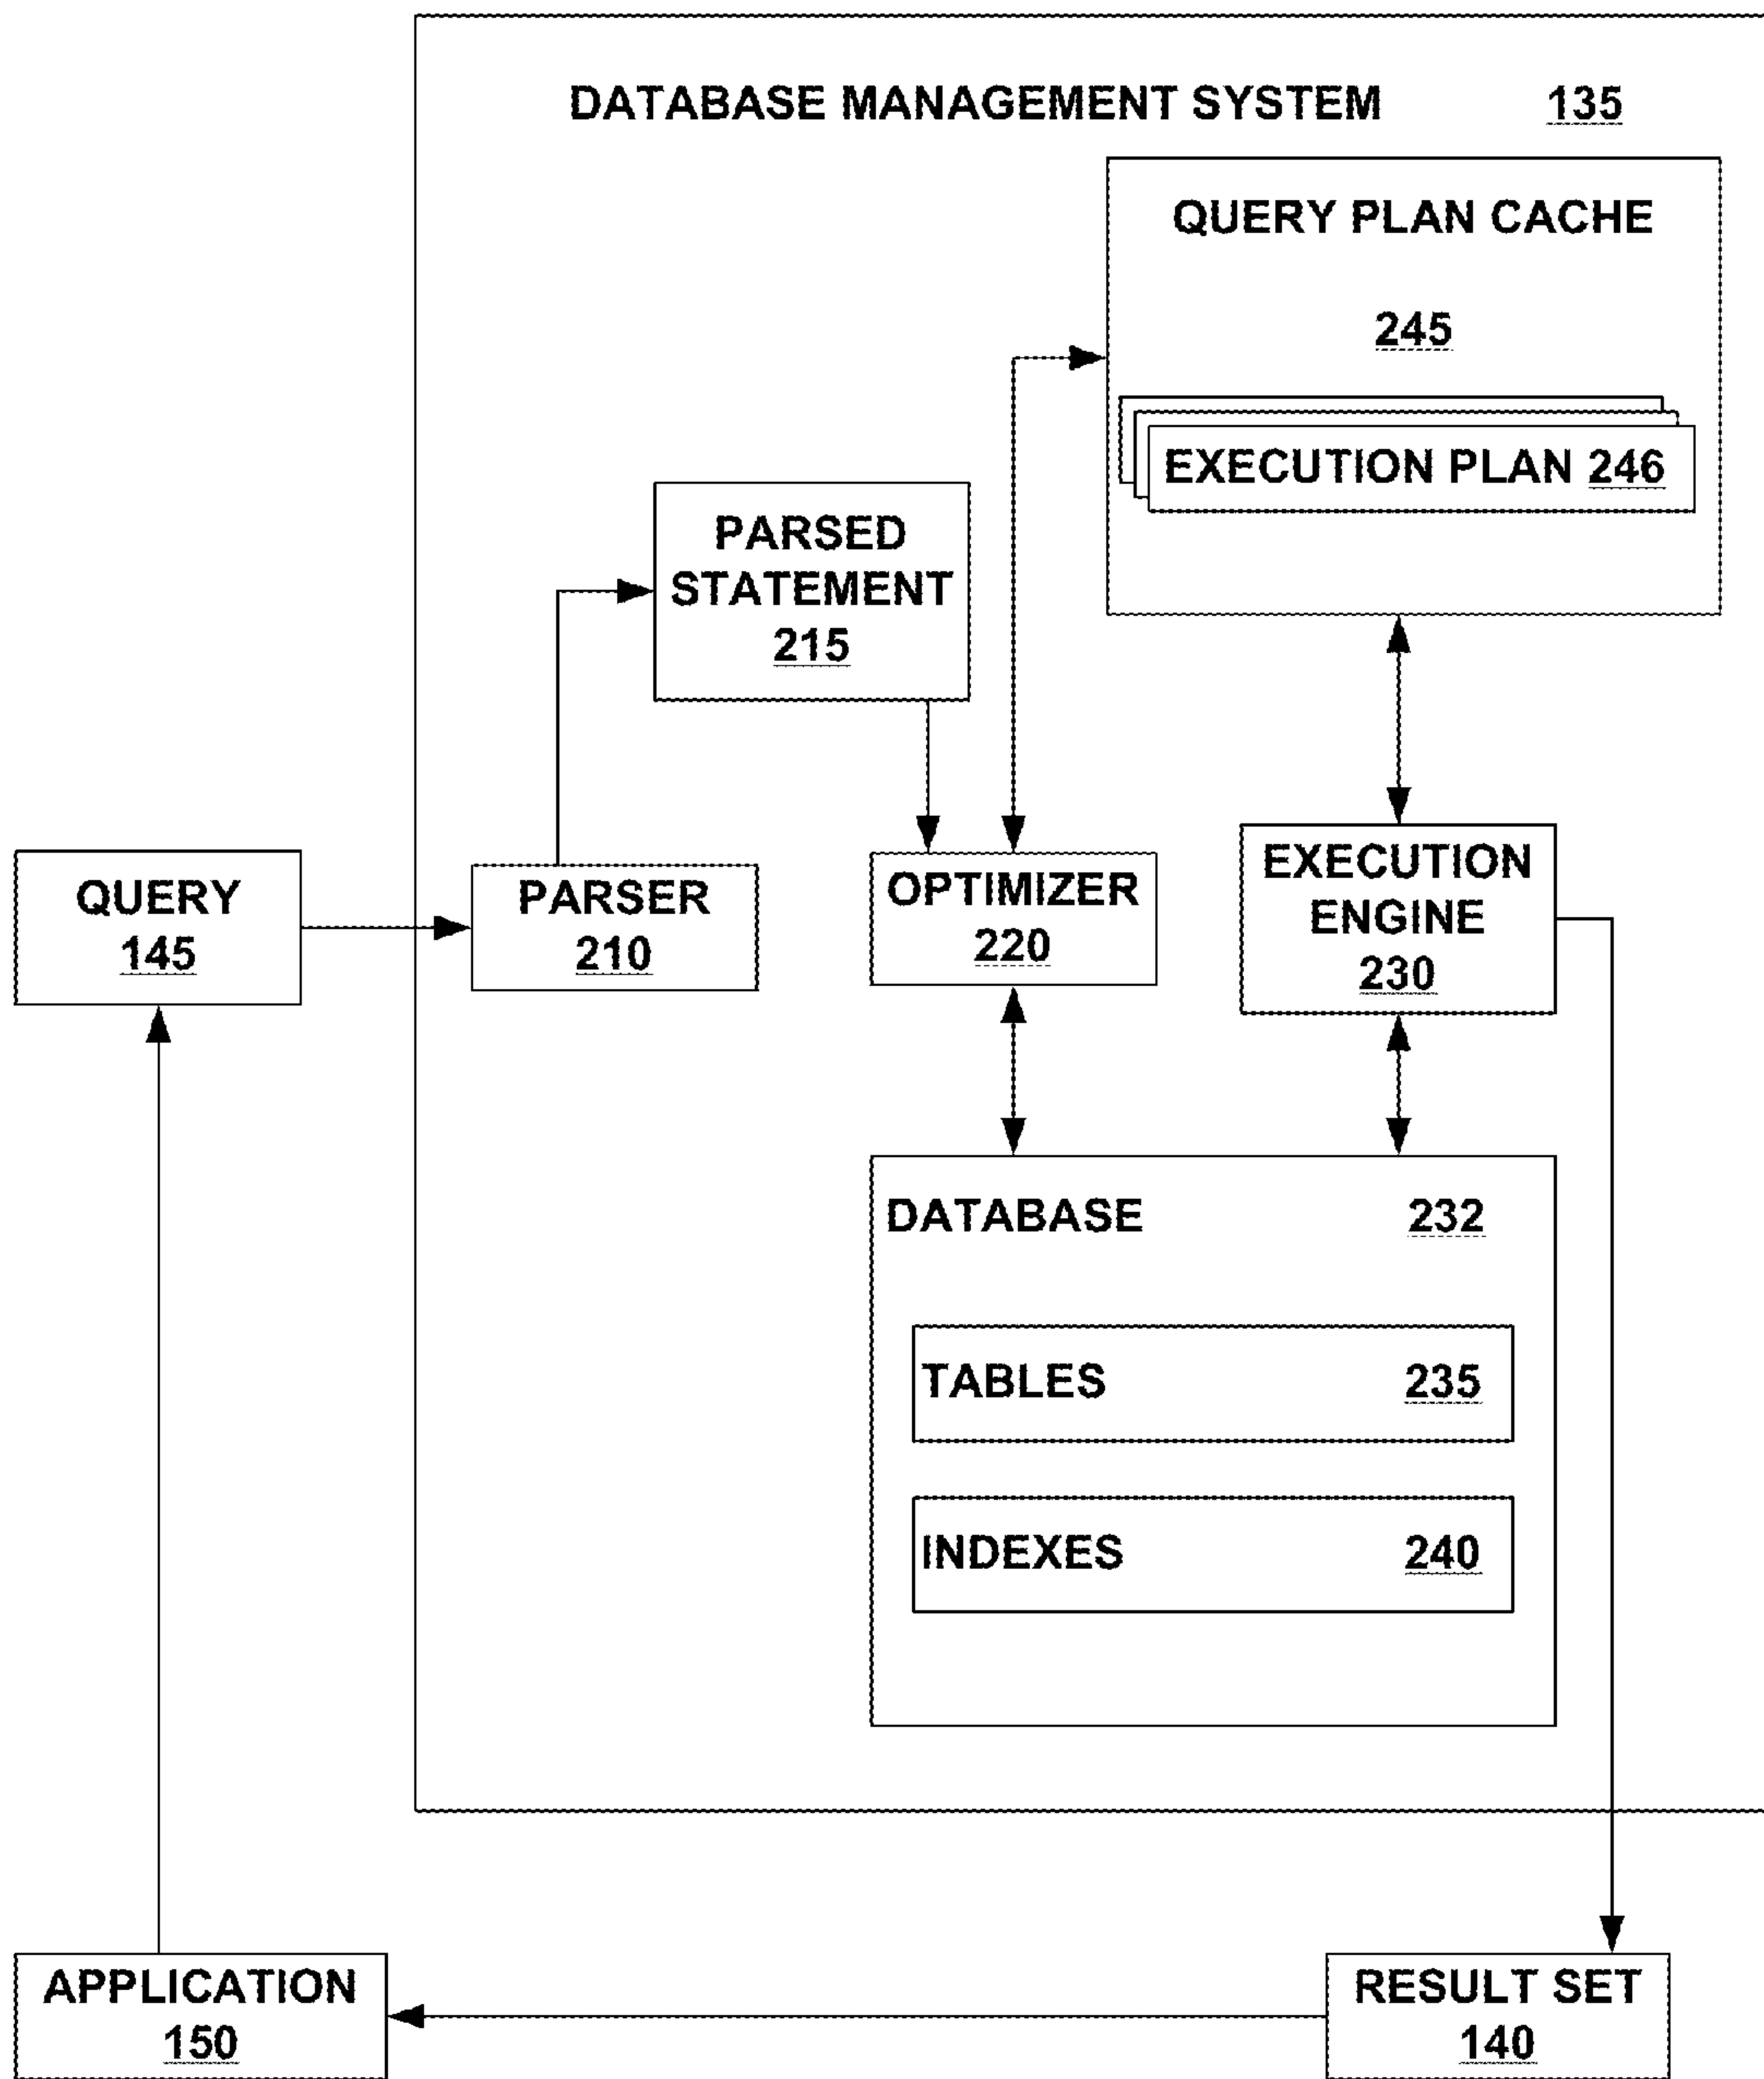 DATABASE MANAGEMENT SYSTEM 135
QUERY PLAN CACHE
245
EXECUTION PLAN 246
PARSED
STATEMENT
215
QUERY
145
PARSER
210
OPTIMIZER
220
EXECUTION
ENGINE
230
DATABASE 232
TABLES 235
INDEXES 240
APPLICATION
150
RESULT SET
140